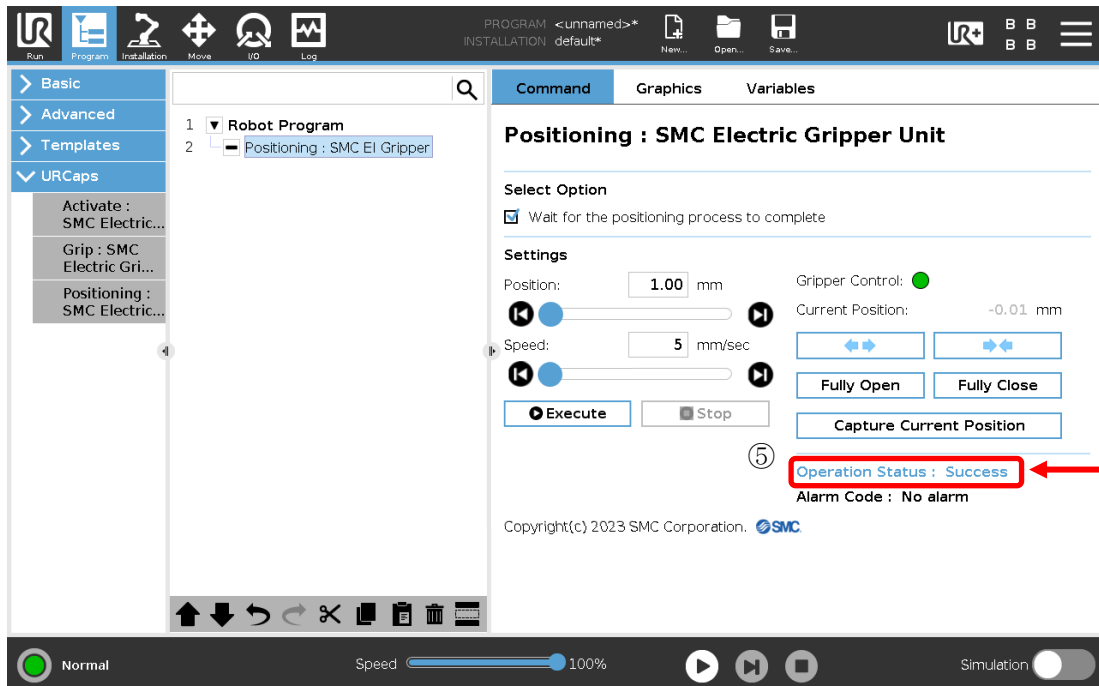 PROGRAM <unnamed>*
INSTALLATION default*
Run
Program
Installation
Move
I/O
Log
New...
Open...
Save...
UR+
B B
B B
Basic
Advanced
Templates
URCaps
Activate :
SMC Electric...
Grip : SMC
Electric Gri...
Positioning :
SMC Electric...
1 Robot Program
2 Positioning : SMC El Gripper
Command
Graphics
Variables
Positioning : SMC Electric Gripper Unit
Select Option
Wait for the positioning process to complete
Settings
Position: 1.00 mm
Speed: 5 mm/sec
Execute
Stop
Gripper Control:
Current Position: -0.01 mm
Fully Open
Fully Close
Capture Current Position
⑤
Operation Status : Success
Alarm Code : No alarm
Copyright(c) 2023 SMC Corporation. SMC.
Normal
Speed 100%
Simulation